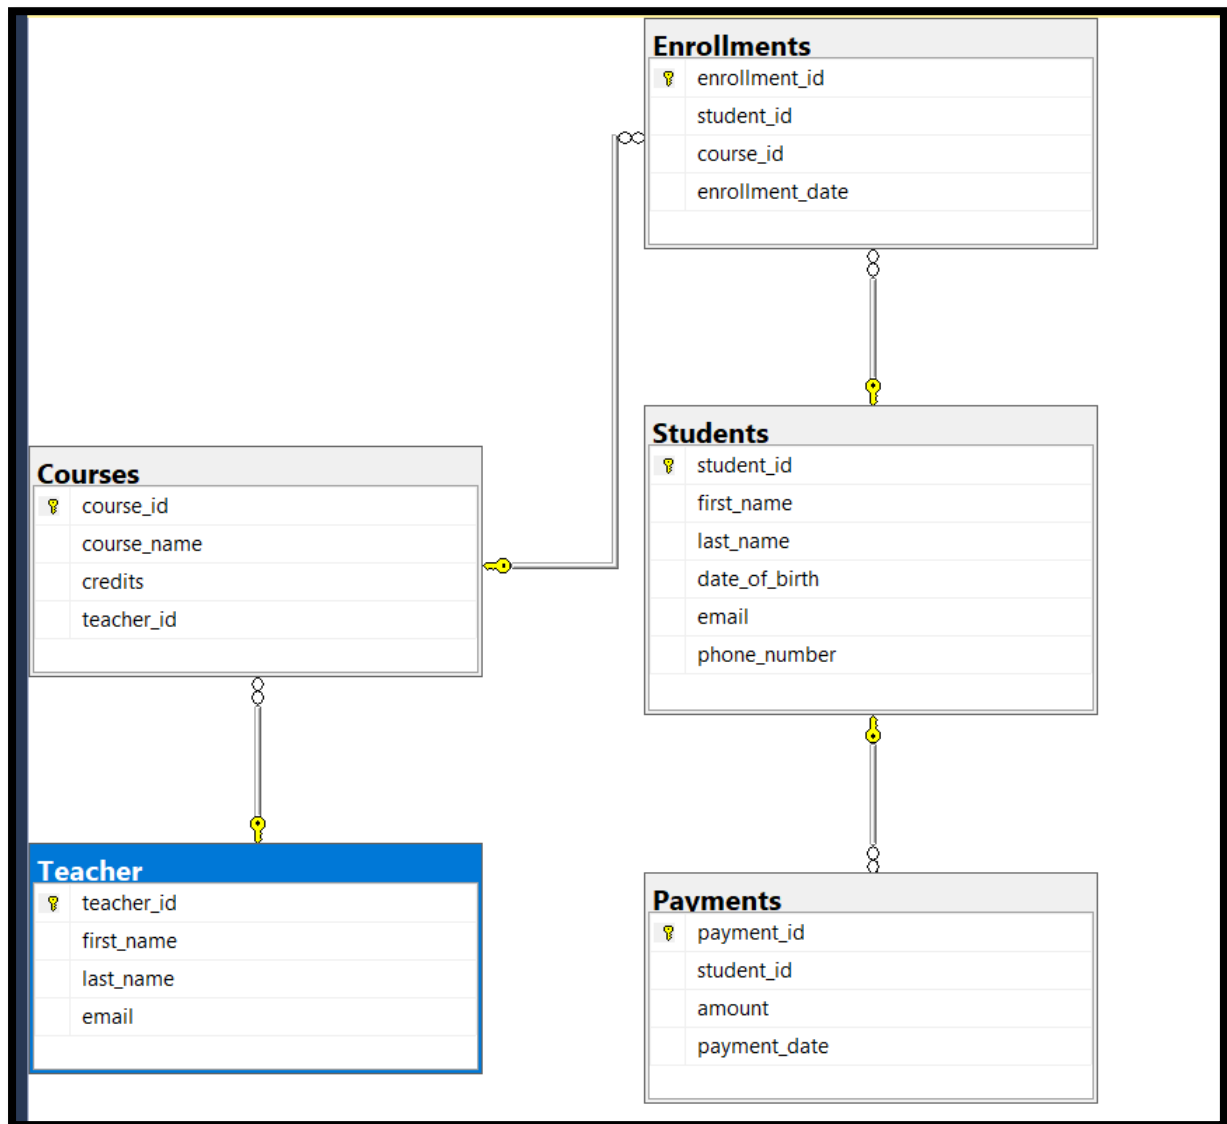 Enrollments
enrollment_id
student_id
course_id
enrollment_date
Students
student_id
first_name
last_name
date_of_birth
email
phone_number
Courses
course_id
course_name
credits
teacher_id
Teacher
teacher_id
first_name
last_name
email
Payments
payment_id
student_id
amount
payment_date